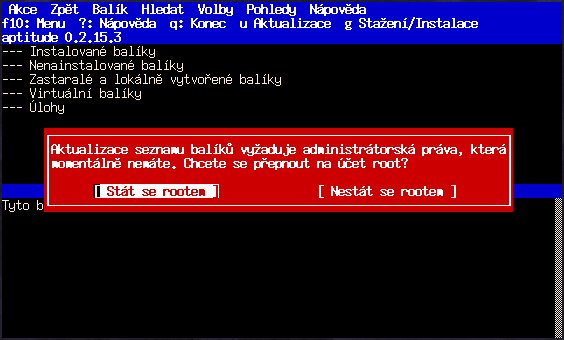 Akce Zpět Balík Hledat Volby Pohledy Nápověda
f10: Menu ?: Nápověda q: Konec u Aktualizace g Stažení/Instalace
aptitude 0.2.15.3
--- Instalované balíky
--- Nenainstalované balíky
--- Zastaralé a lokálně vytvořené balíky
--- Virtuální balíky
--- Úlohy
Aktualizace seznamu balíků vyžaduje administrátorská práva, která
momentálně nemáte. Chcete se přepnout na účet root?
[ Stát se rootem ] [ Nestát se rootem ]
Tyto b